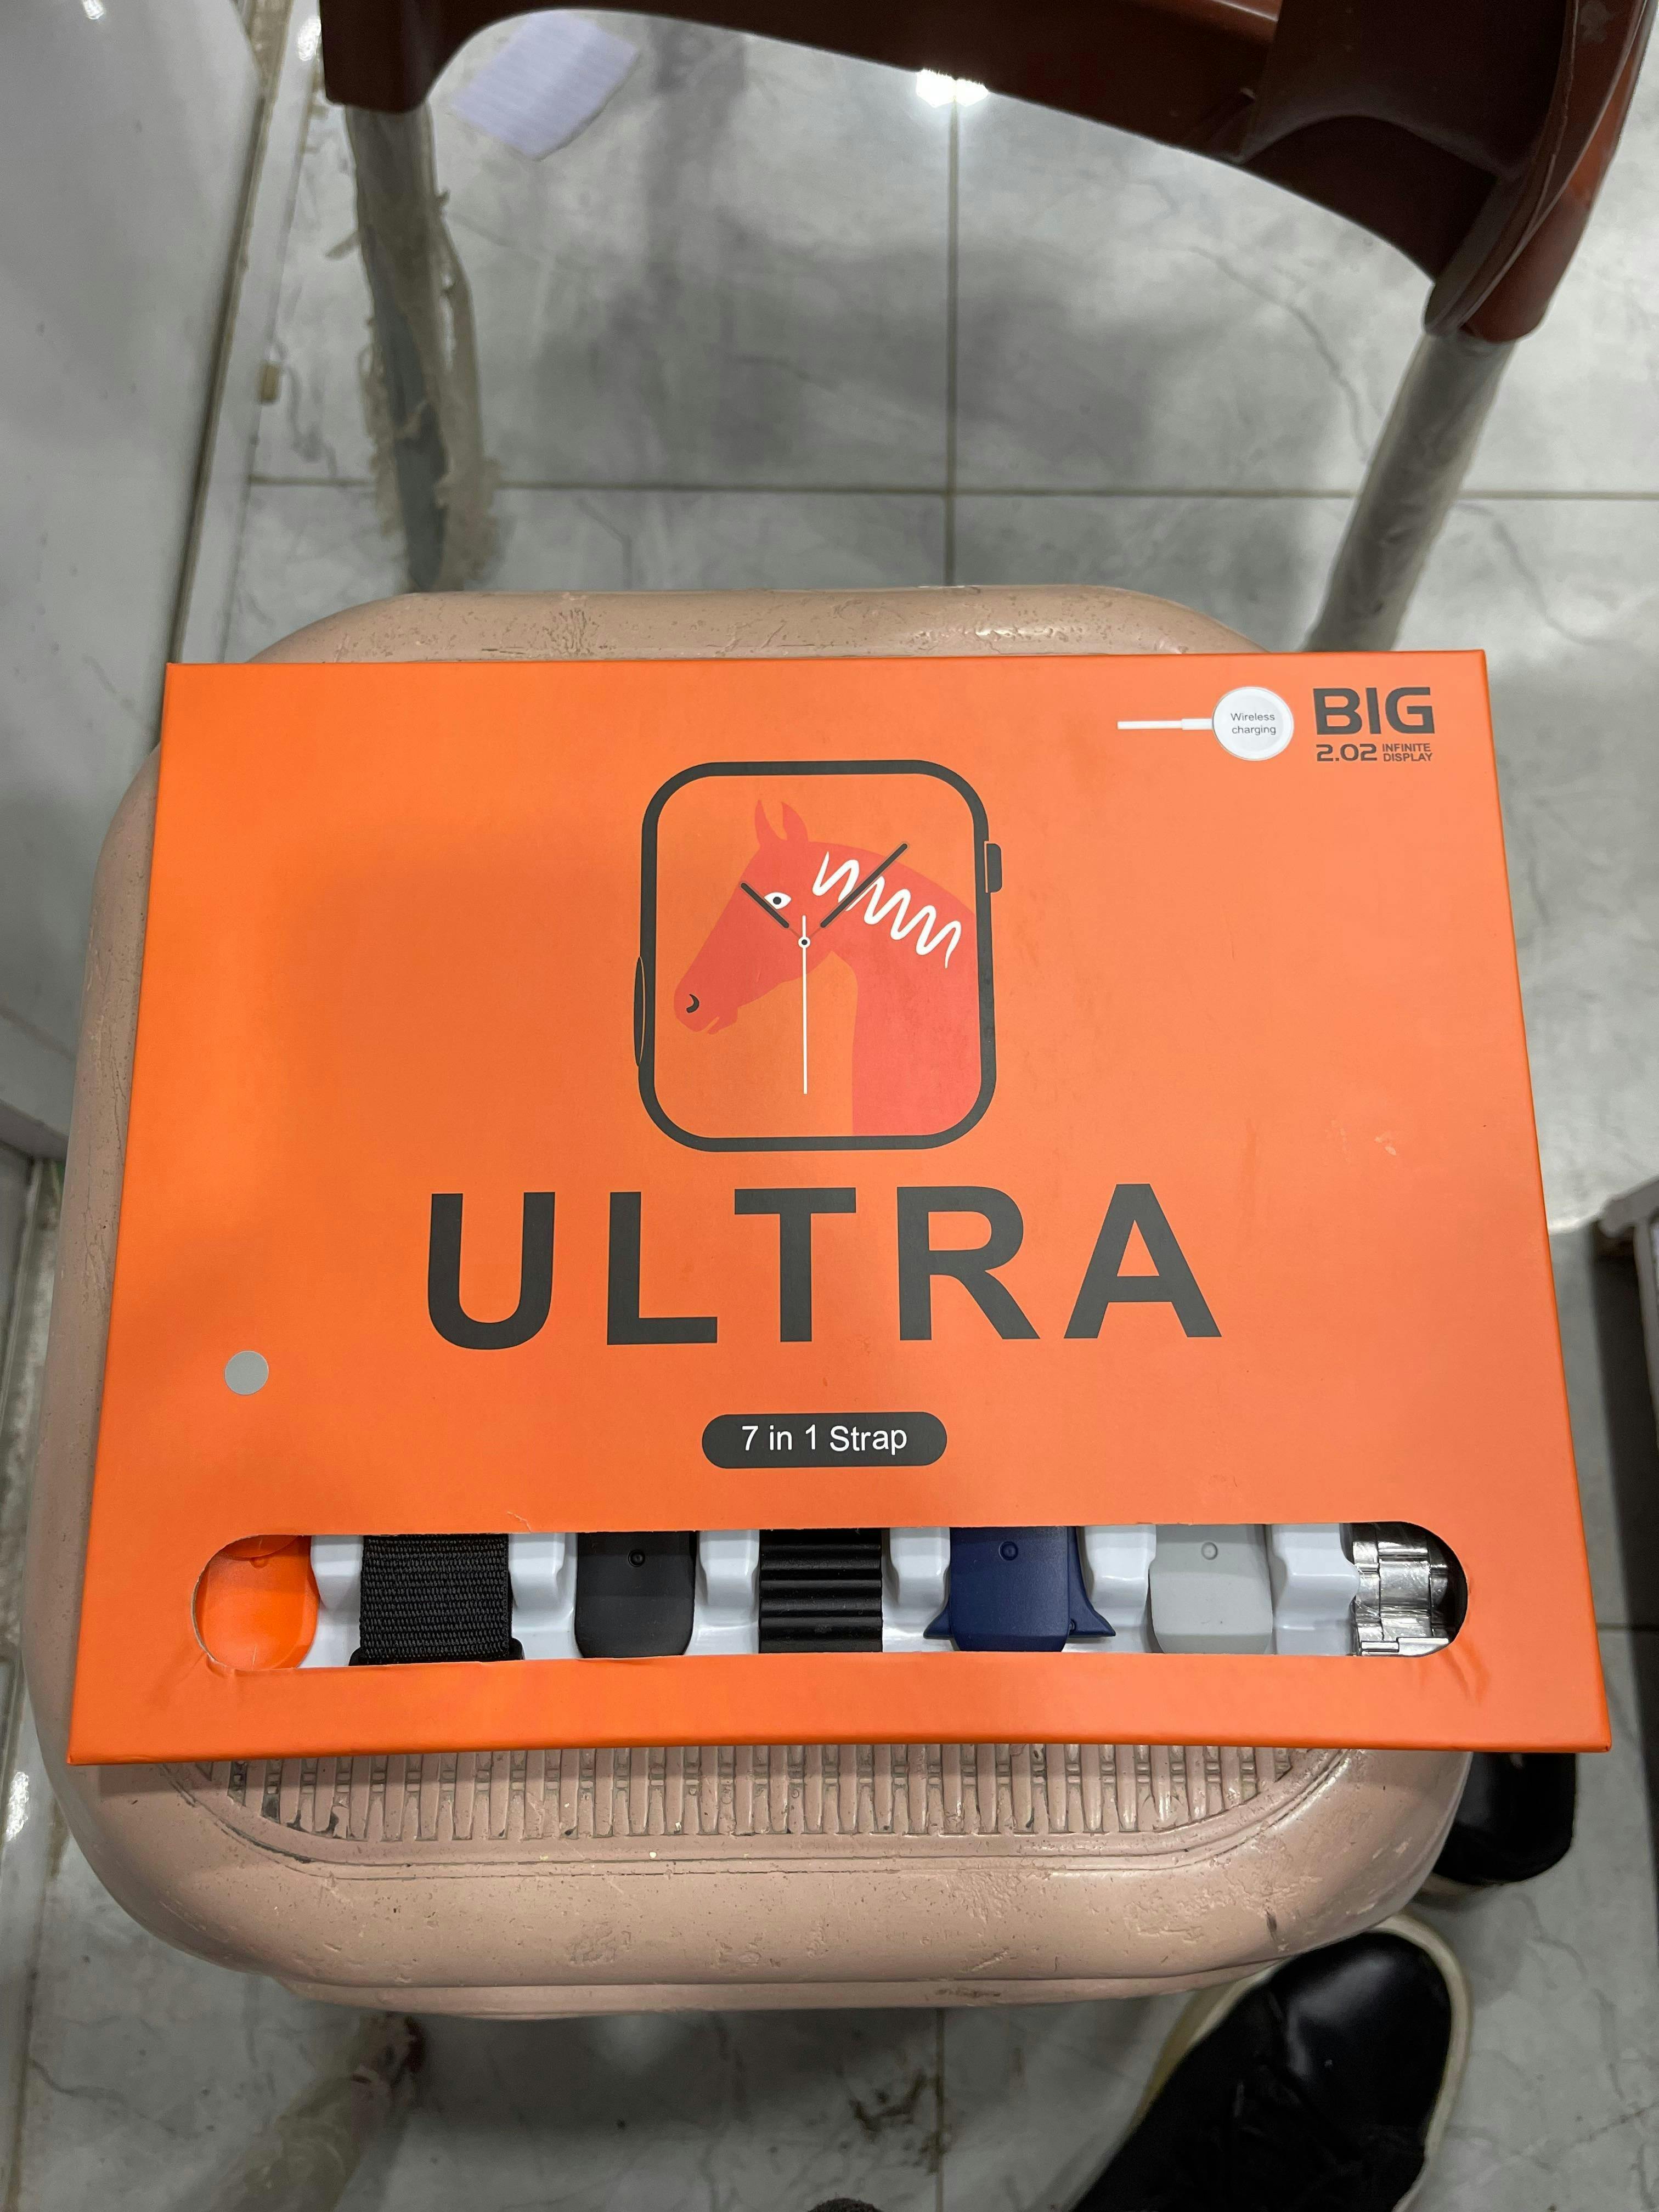 Wireless
charging
BIG
2.02 INFINITE
DISPLAY
ULTRA
7 in 1 Strap